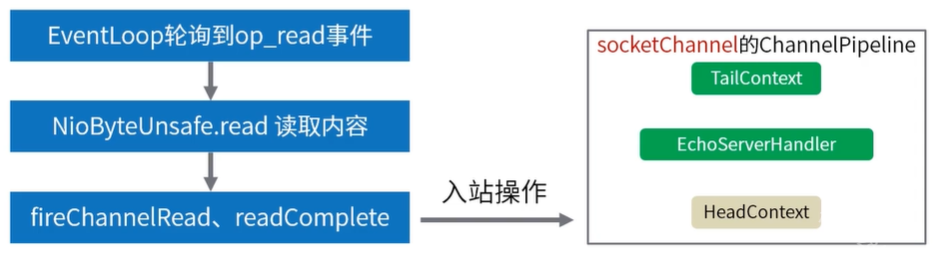 EventLoop轮询到op_read事件
NioByteUnsafe.read 读取内容
fireChannelRead、readComplete
入站操作
socketChannel的ChannelPipeline
TailContext
EchoServerHandler
HeadContext